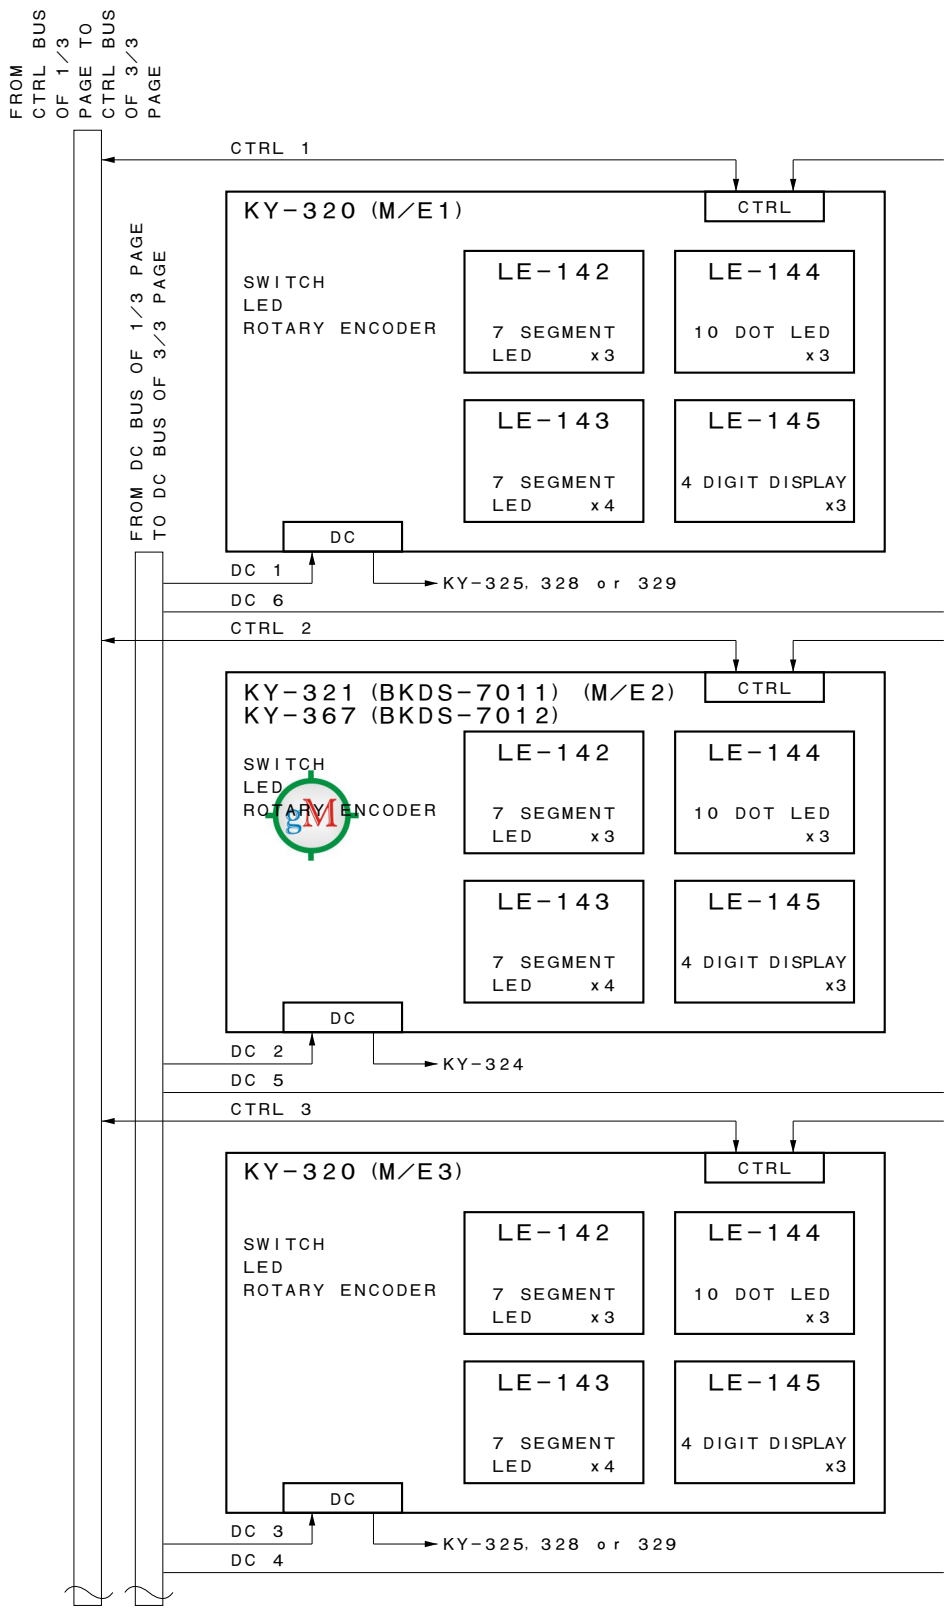 FROM
CTRL BUS
OF 1/3
PAGE TO
CTRL BUS
OF 3/3
PAGE
CTRL 1
KY-320 (M/E1)
CTRL
SWITCH
LED
ROTARY ENCODER
LE-142
7 SEGMENT
LED x3
LE-144
10 DOT LED
x3
LE-143
7 SEGMENT
LED x4
LE-145
4 DIGIT DISPLAY
x3
FROM DC BUS OF 1/3 PAGE
TO DC BUS OF 3/3 PAGE
DC
DC 1
KY-325, 328 or 329
DC 6
CTRL 2
KY-321 (BKDS-7011) (M/E2)
KY-367 (BKDS-7012)
CTRL
SWITCH
LED
ROTARY ENCODER
gM
LE-142
7 SEGMENT
LED x3
LE-144
10 DOT LED
x3
LE-143
7 SEGMENT
LED x4
LE-145
4 DIGIT DISPLAY
x3
DC
DC 2
KY-324
DC 5
CTRL 3
KY-320 (M/E3)
CTRL
SWITCH
LED
ROTARY ENCODER
LE-142
7 SEGMENT
LED x3
LE-144
10 DOT LED
x3
LE-143
7 SEGMENT
LED x4
LE-145
4 DIGIT DISPLAY
x3
DC
DC 3
KY-325, 328 or 329
DC 4